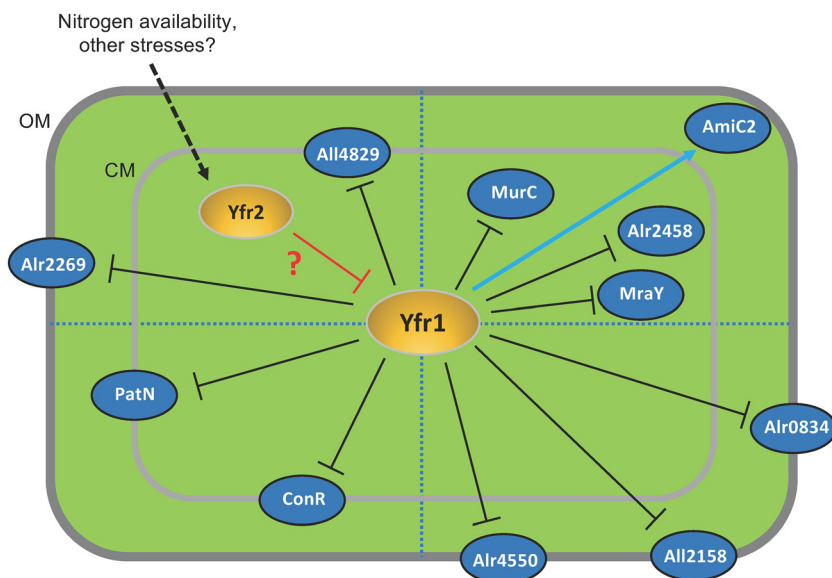 Nitrogen availability,
other stresses?
OM
CM
AmiC2
All4829
MurC
Yfr2
Alr2458
Alr2269
?
MraY
Yfr1
PatN
Alr0834
ConR
Alr4550
All2158